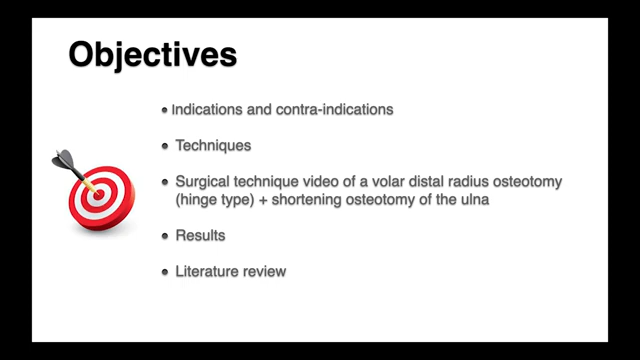 Objectives
Indications and contra-indications
Techniques
Surgical technique video of a volar distal radius osteotomy
(hinge type) + shortening osteotomy of the ulna
Results
Literature review